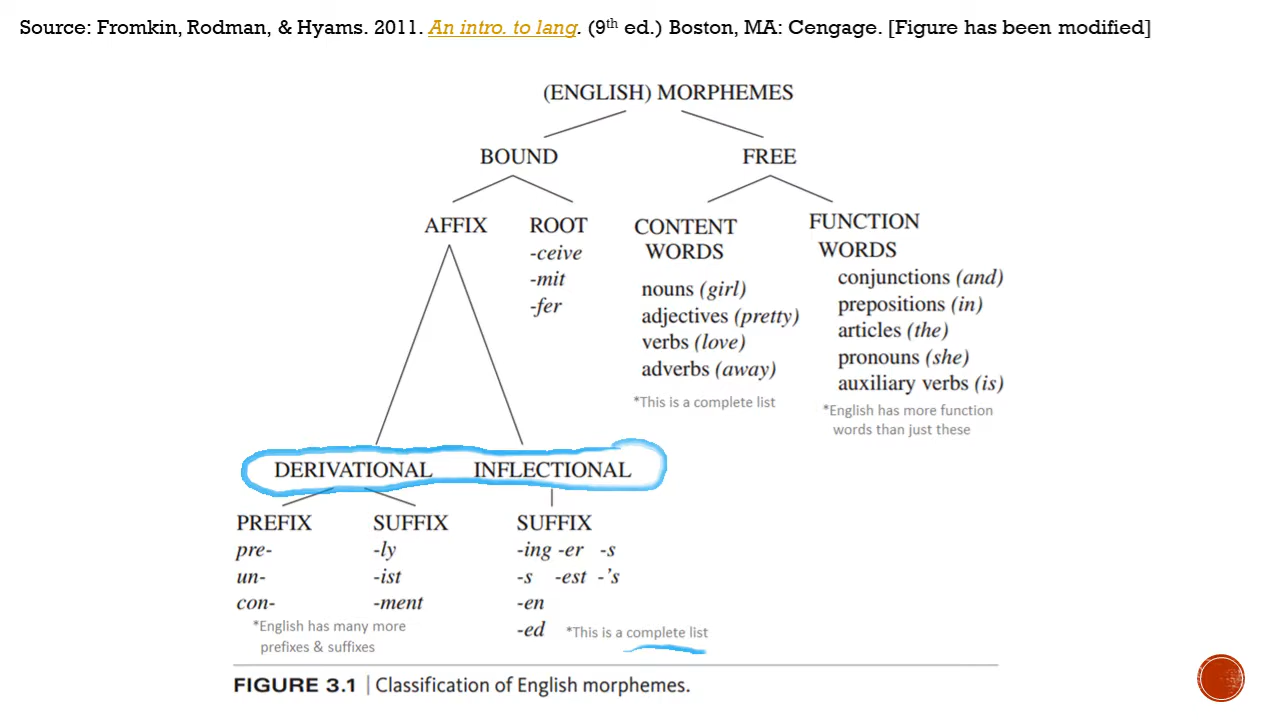 Source: Fromkin, Rodman, & Hyams. 2011. An intro. to lang. (9th ed.) Boston, MA: Cengage. [Figure has been modified]
(ENGLISH) MORPHEMES
BOUND FREE
AFFIX
ROOT
-ceive
-mit
-fer
CONTENT
WORDS
nouns (girl)
adjectives (pretty)
verbs (love)
adverbs (away)
*This is a complete list
FUNCTION
WORDS
conjunctions (and)
prepositions (in)
articles (the)
pronouns (she)
auxiliary verbs (is)
*English has more function
words than just these
DERIVATIONAL INFLECTIONAL
PREFIX
pre-
un-
con-
SUFFIX
-ly
-ist
-ment
*English has many more
prefixes & suffixes
SUFFIX
-ing -er -s
-s -est -'s
-en
-ed
*This is a complete list
FIGURE 3.1 | Classification of English morphemes.